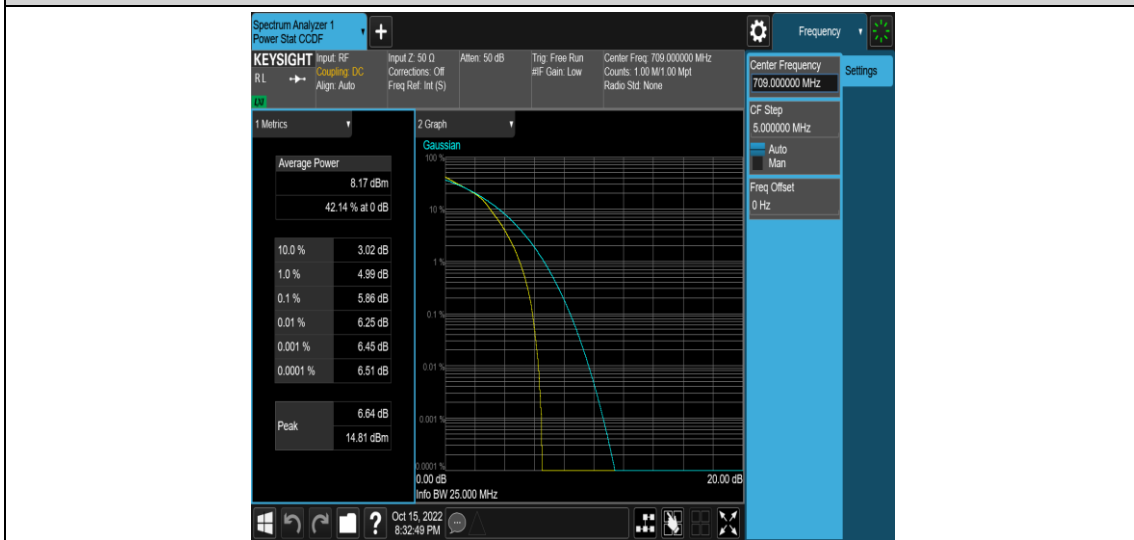 Spectrum Analyzer 1
Power Stat CCDF
+
Frequency
KEYSIGHT
RL
LXI
Input: RF
Coupling: DC
Align: Auto
Input Z: 50 Ω
Corrections: Off
Freq Ref: Int (S)
Atten: 50 dB
Trig: Free Run
#IF Gain: Low
Center Freq: 709.000000 MHz
Counts: 1.00 M/1.00 Mpt
Radio Std: None
Center Frequency
709.000000 MHz
Settings
CF Step
5.000000 MHz
Auto
Man
Freq Offset
0 Hz
1 Metrics
Average Power
8.17 dBm
42.14 % at 0 dB
10.0 % 3.02 dB
1.0 % 4.99 dB
0.1 % 5.86 dB
0.01 % 6.25 dB
0.001 % 6.45 dB
0.0001 % 6.51 dB
Peak
6.64 dB
14.81 dBm
2 Graph
Gaussian
100 %
10 %
1 %
0.1 %
0.01 %
0.001 %
0.0001 %
0.00 dB 20.00 dB
Info BW 25.000 MHz
?
Oct 15, 2022
8:32:49 PM